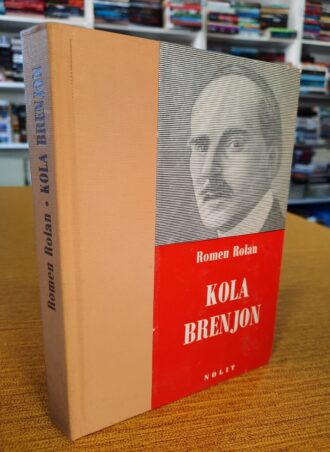 Romen Rolan • KOLA BRENJON
Romen Rolan
KOLA
BRENJON
NOLIT